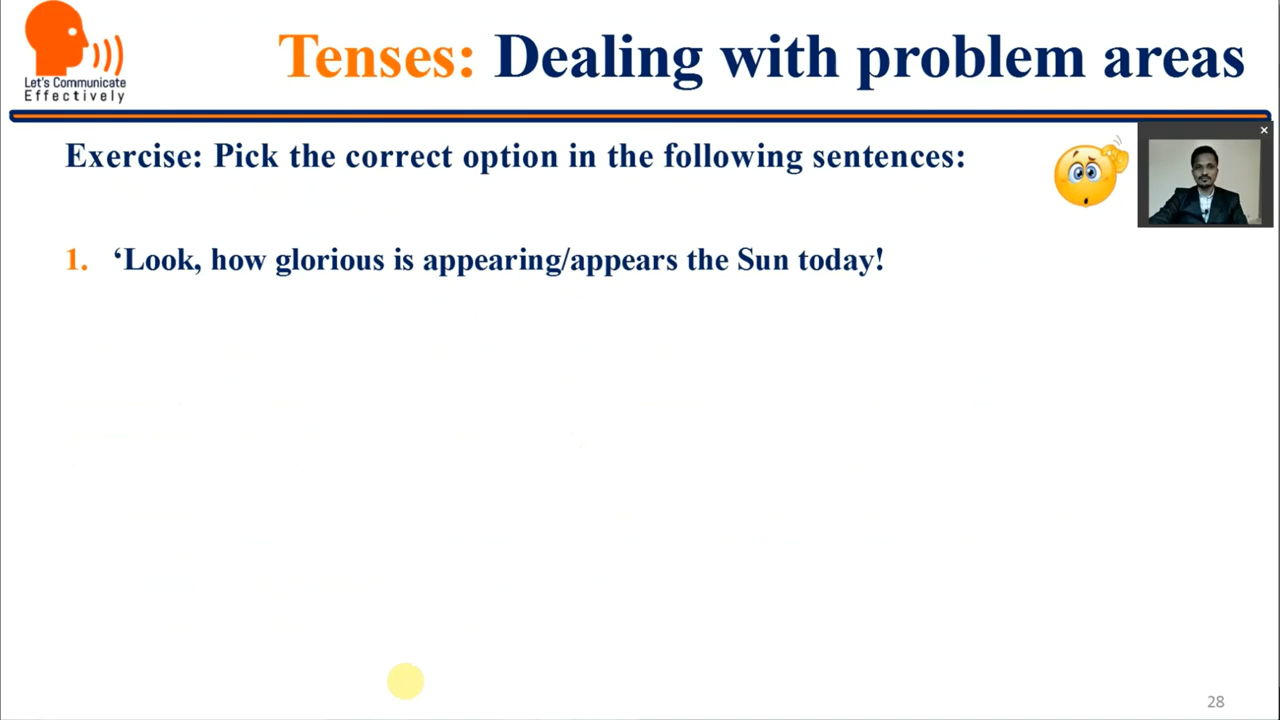 Let's Communicate
Effectively
Tenses: Dealing with problem areas
Exercise: Pick the correct option in the following sentences:
1. ‘Look, how glorious is appearing/appears the Sun today!
28